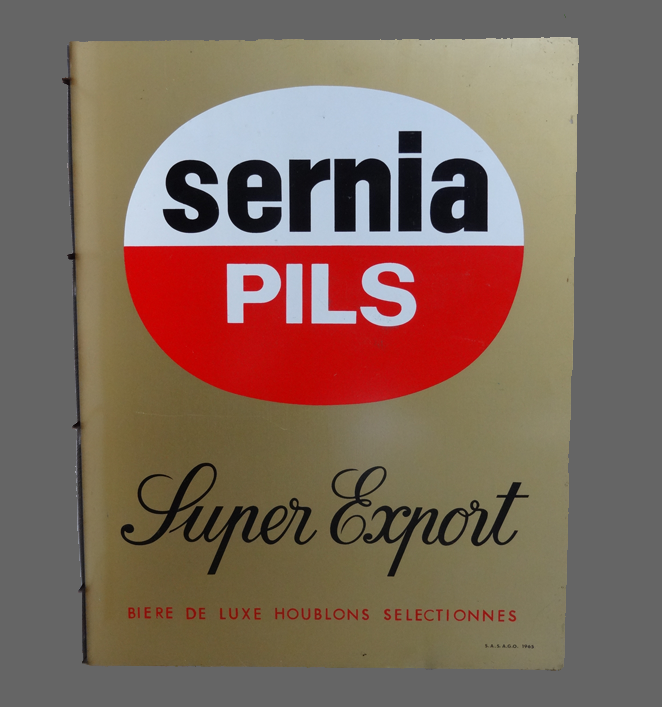 sernia
PILS
Super Export
BIERE DE LUXE HOUBLONS SELECTIONNES